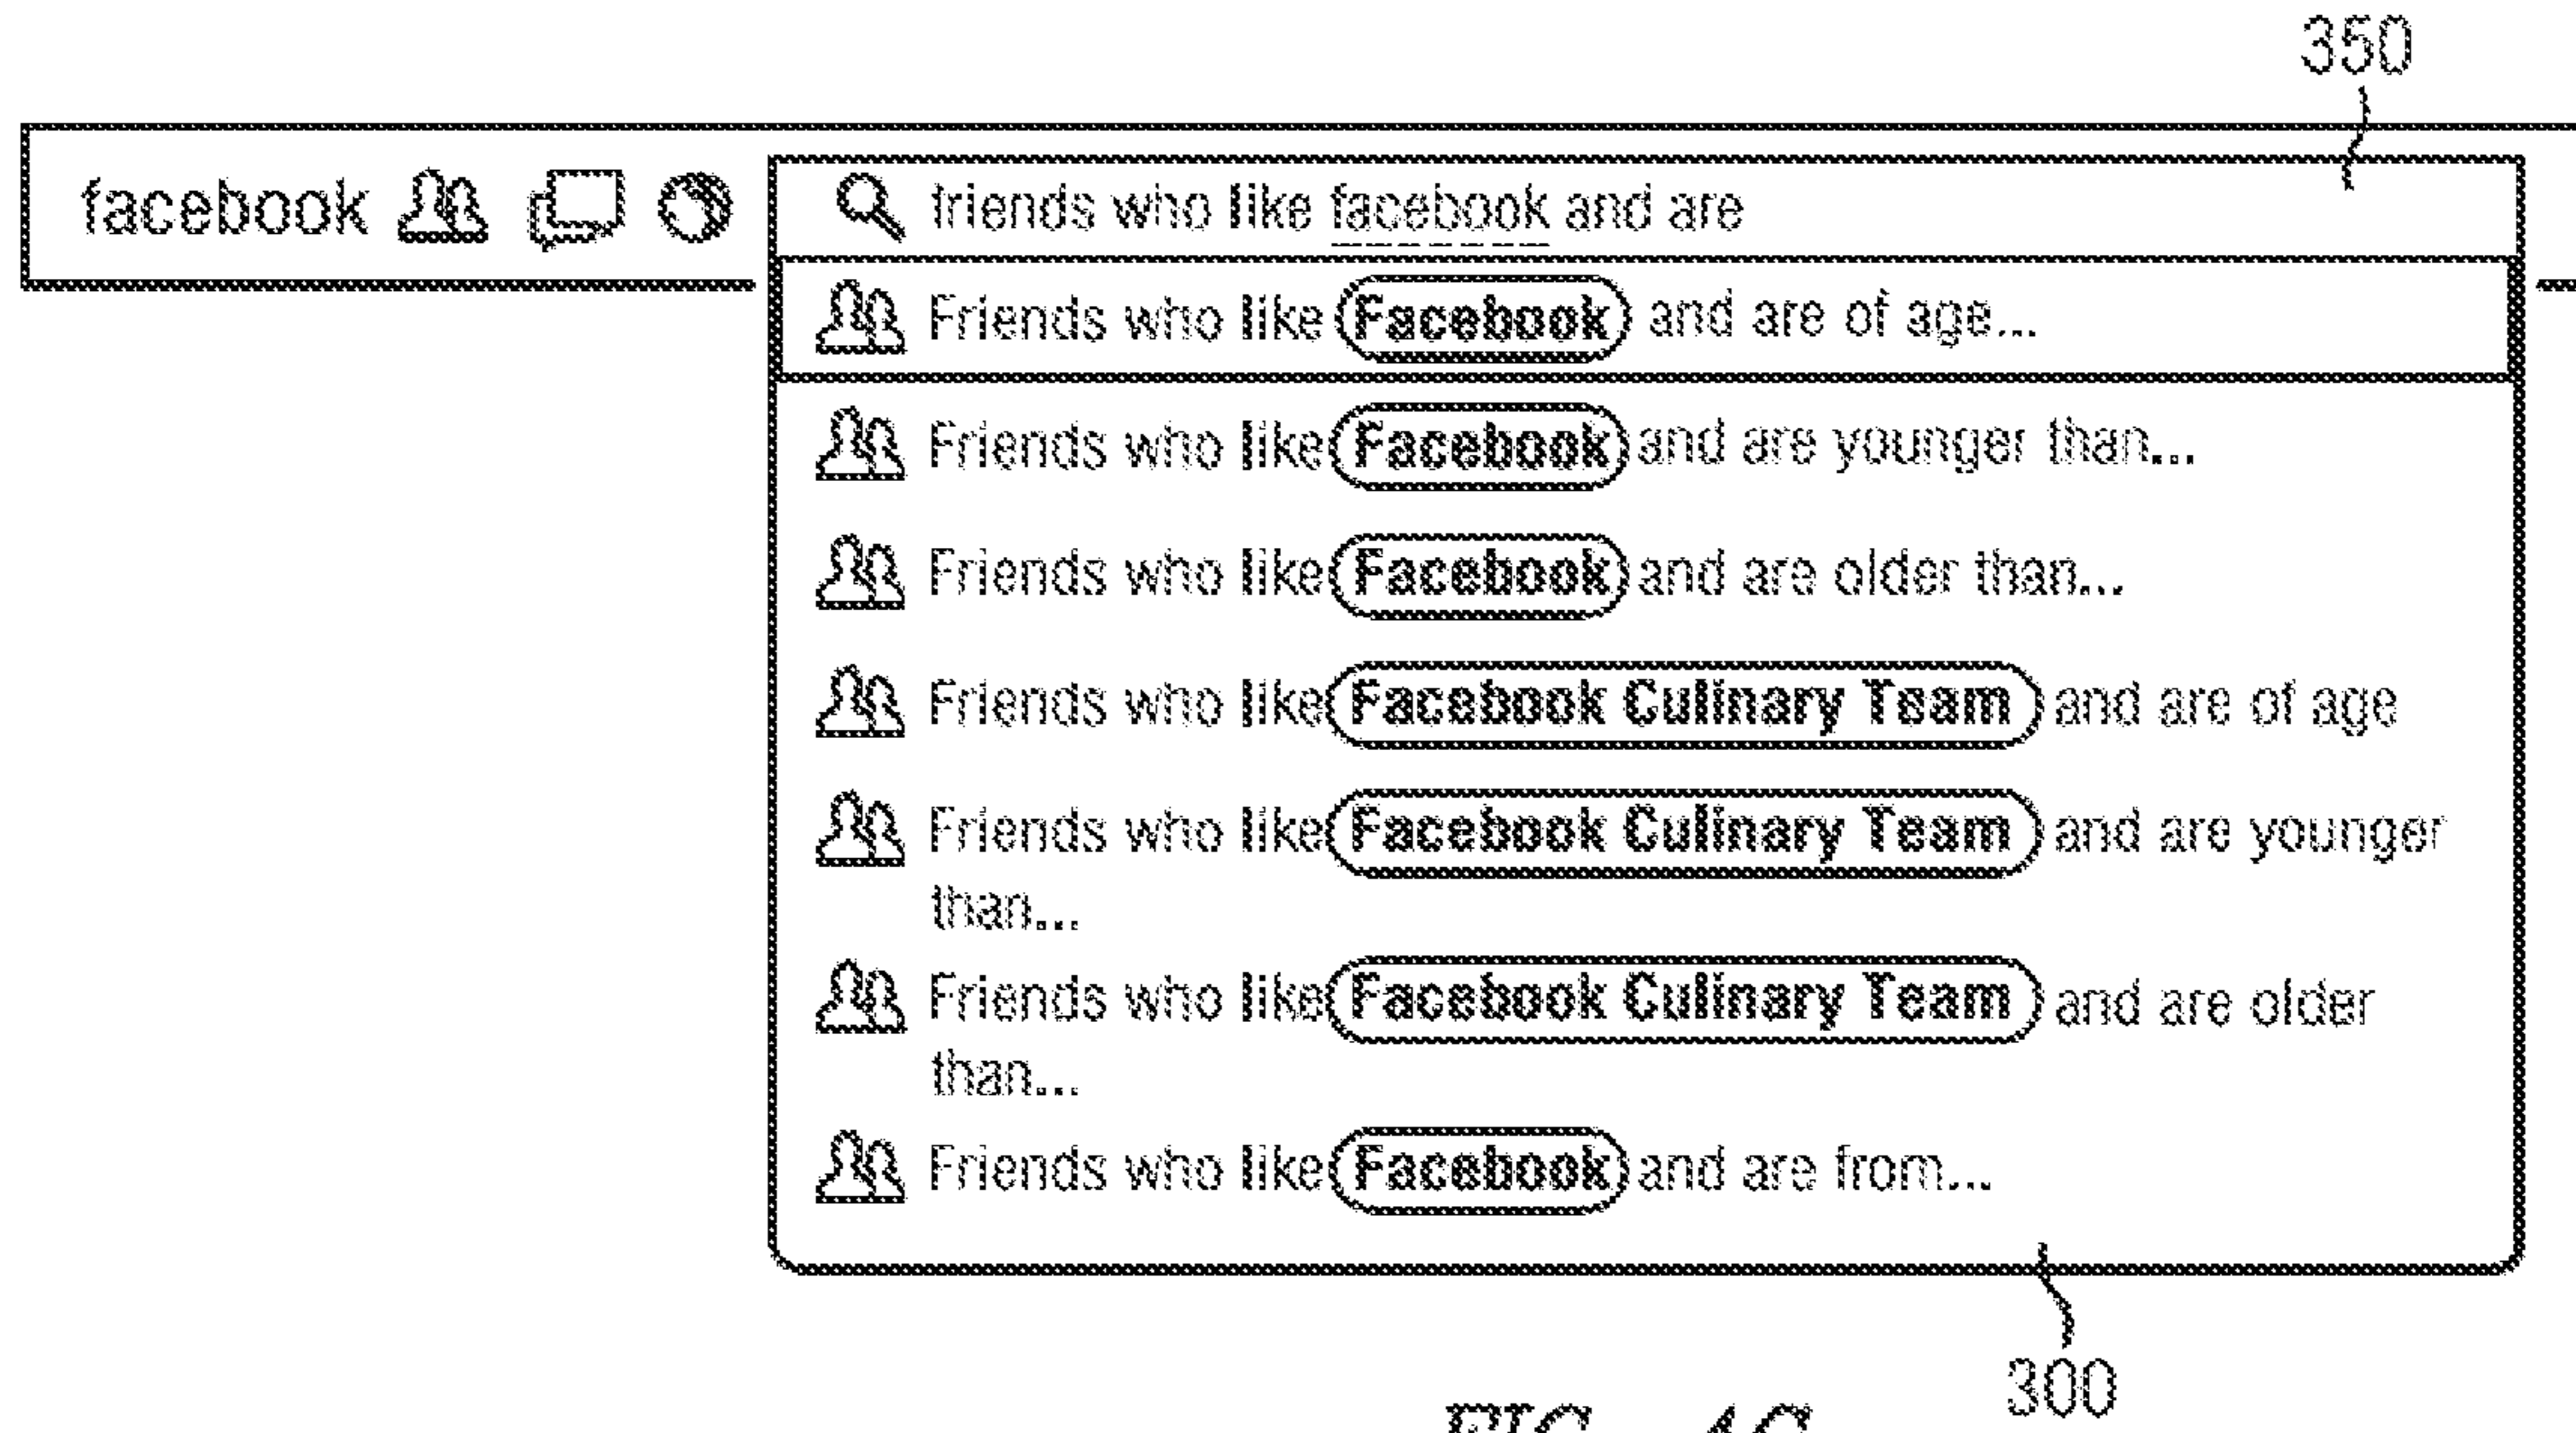 350
facebook
friends who like facebook and are
Friends who like Facebook and are of age...
Friends who like Facebook and are younger than...
Friends who like Facebook and are older than...
Friends who like Facebook Culinary Team and are of age
Friends who like Facebook Culinary Team and are younger
than...
Friends who like Facebook Culinary Team and are older
than...
Friends who like Facebook and are from...
300
FIG. 4G